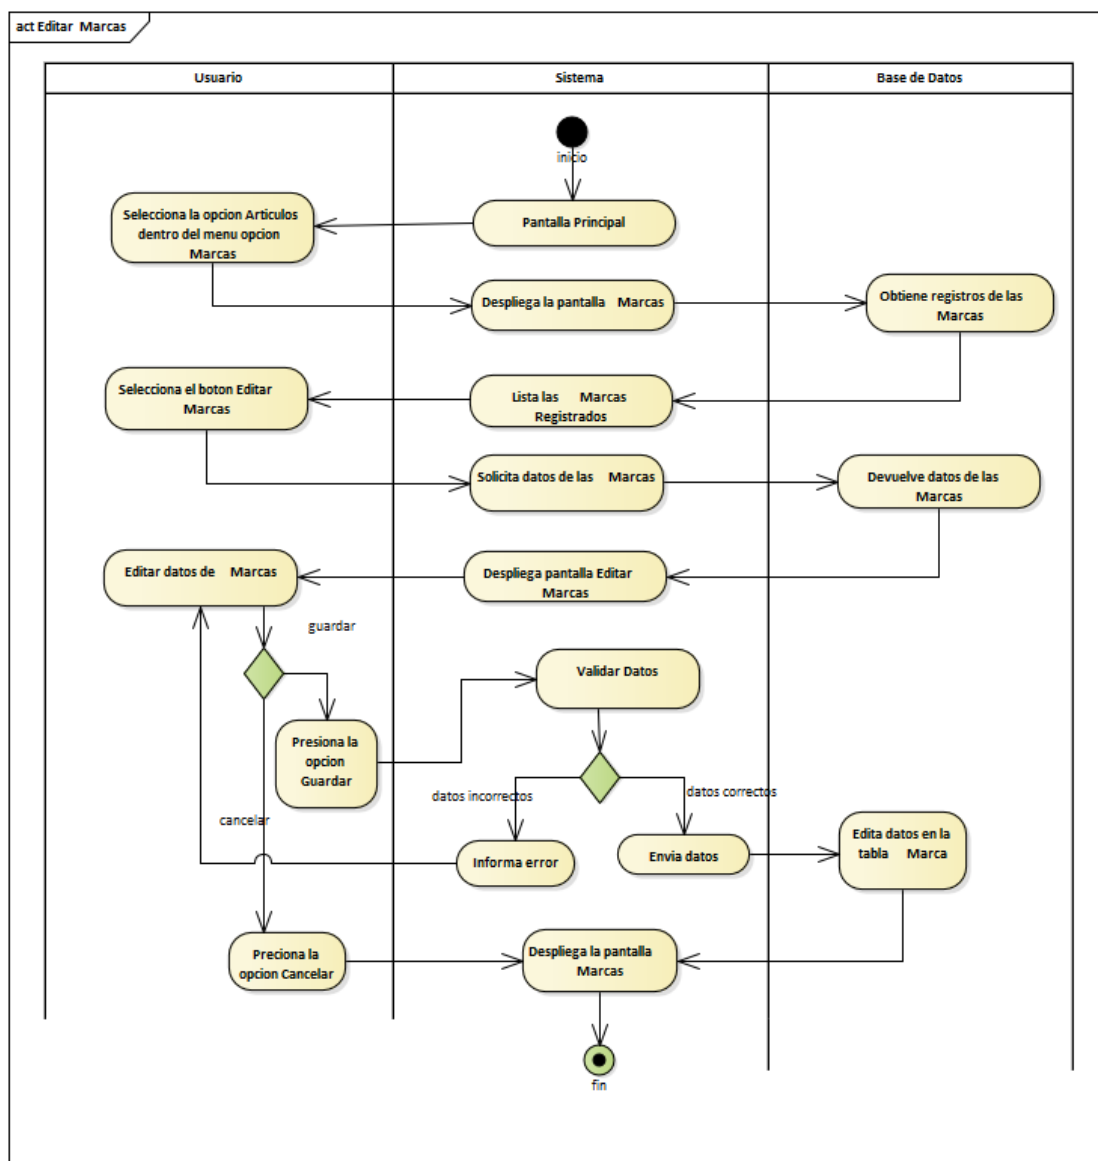 act Editar Marcas
Usuario
Sistema
Base de Datos
inicio
Selecciona la opcion Articulos
dentro del menu opcion
Marcas
Pantalla Principal
Despliega la pantalla Marcas
Obtiene registros de las
Marcas
Selecciona el boton Editar
Marcas
Lista las Marcas
Registrados
Solicita datos de las Marcas
Devuelve datos de las
Marcas
Editar datos de Marcas
Despliega pantalla Editar
Marcas
guardar
Validar Datos
Presiona la
opcion
Guardar
datos incorrectos
datos correctos
cancelar
Informa error
Envia datos
Edita datos en la
tabla Marca
Preciona la
opcion Cancelar
Despliega la pantalla
Marcas
fin